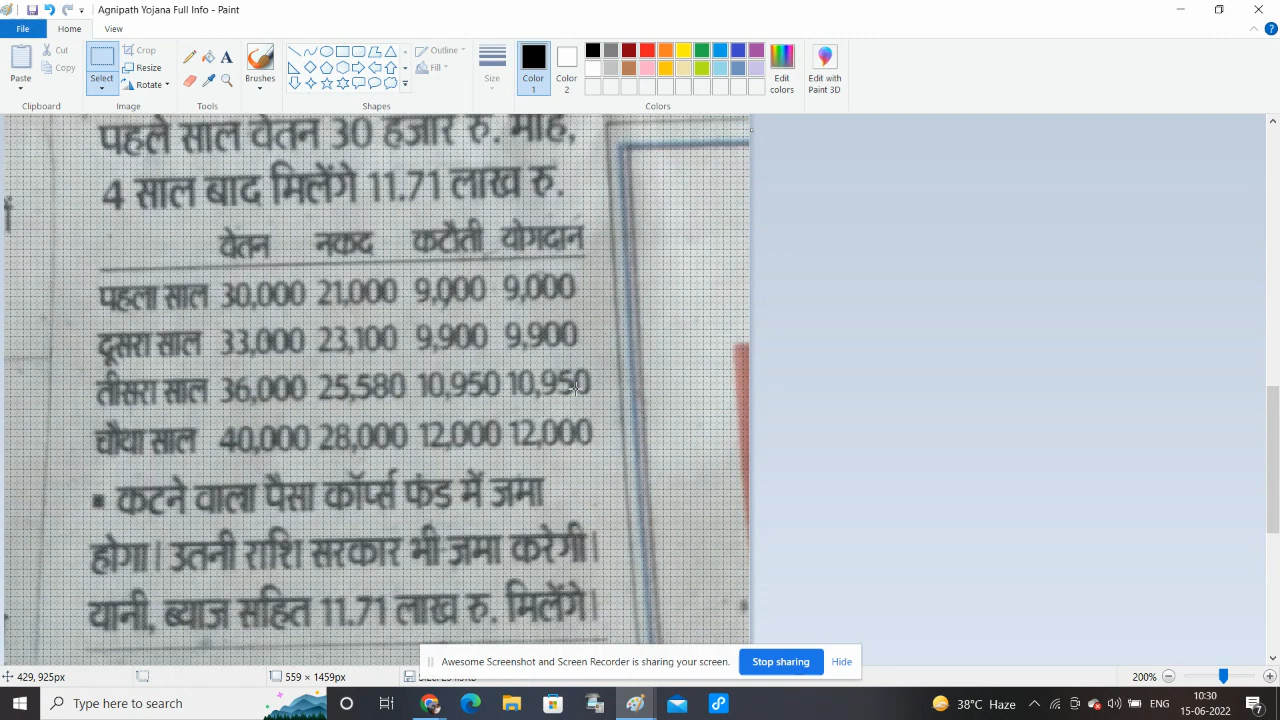 Agnipath Yojana Full Info - Paint
File Home View
Paste
Cut
Copy
Clipboard
Select
Crop
Resize
Rotate
Image
Tools
Brushes
Shapes
Outline
Fill
Size
Color 1
Color 2
Colors
Edit colors
Edit with Paint 3D
पहले साल वेतन 30 हजार रु. माह,
4 साल बाद मिलेंगे 11.71 लाख रु.
वेतन नकद कटौती योगदान
पहला साल 30,000 21,000 9,000 9,000
दूसरा साल 33,000 23,100 9,900 9,900
तीसरा साल 36,000 25,580 10,950 10,950
चौथा साल 40,000 28,000 12,000 12,000
▪ कटने वाला पैसा कॉर्प्स फंड में जमा
होगा। उतनी राशि सरकार भी जमा करेगी।
यानी, ब्याज सहित 11.71 लाख रु. मिलेंगे।
Awesome Screenshot and Screen Recorder is sharing your screen. Stop sharing Hide
429, 925px 559 × 1459px 200%
Type here to search
38°C Haze ENG 10:30
15-06-2022
7